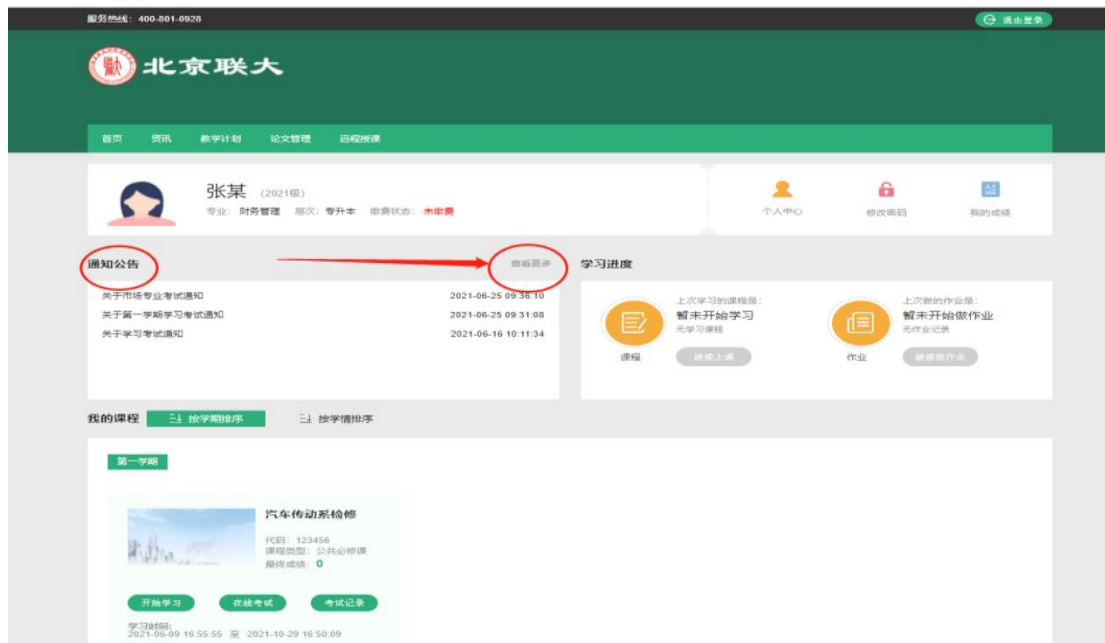 服务热线：400-801-0928
退出登录
北京联大
首页 资讯 教学计划 论文管理 远程授课
张某 (2021级)
专业：财务管理 层次：专升本 缴费状态：未缴费
个人中心 修改密码 我的成绩
通知公告 查看更多
关于市场专业考试通知 2021-06-25 09:38:10
关于第一学期学习考试通知 2021-06-25 09:31:08
关于学习考试通知 2021-06-16 10:11:34
学习进度
上次学习的课程是：
暂未开始学习
无学习课程
课程 继续上课
上次做的作业是：
暂未开始做作业
无作业记录
作业 继续做作业
我的课程 按学期排序 按学情排序
第一学期
汽车传动系检修
代码：123456
课程类型：公共必修课
最终成绩：0
开始学习 在线考试 考试记录
学习时间：
2021-06-09 16:55:55 至 2021-10-29 16:50:09